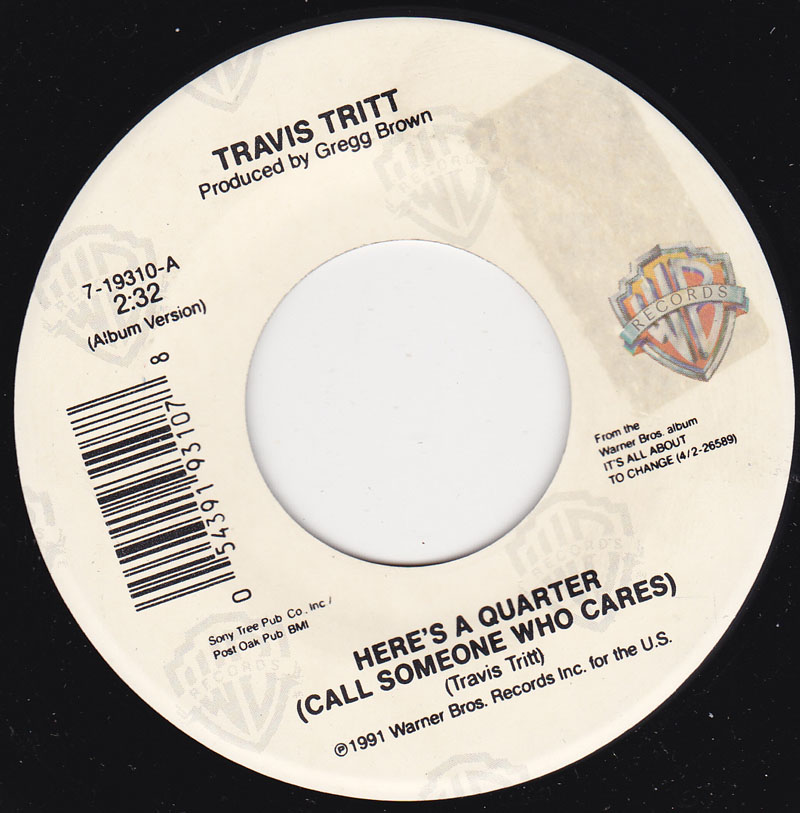 TRAVIS TRITT
Produced by Gregg Brown
7-19310-A
2:32
(Album Version)
0 54391 93107 8
WB
RECORDS
From the
Warner Bros. album
IT'S ALL ABOUT
TO CHANGE (4/2-26589)
Sony Tree Pub Co., Inc /
Post Oak Pub BMI
HERE'S A QUARTER
(CALL SOMEONE WHO CARES)
(Travis Tritt)
℗1991 Warner Bros. Records Inc. for the U.S.